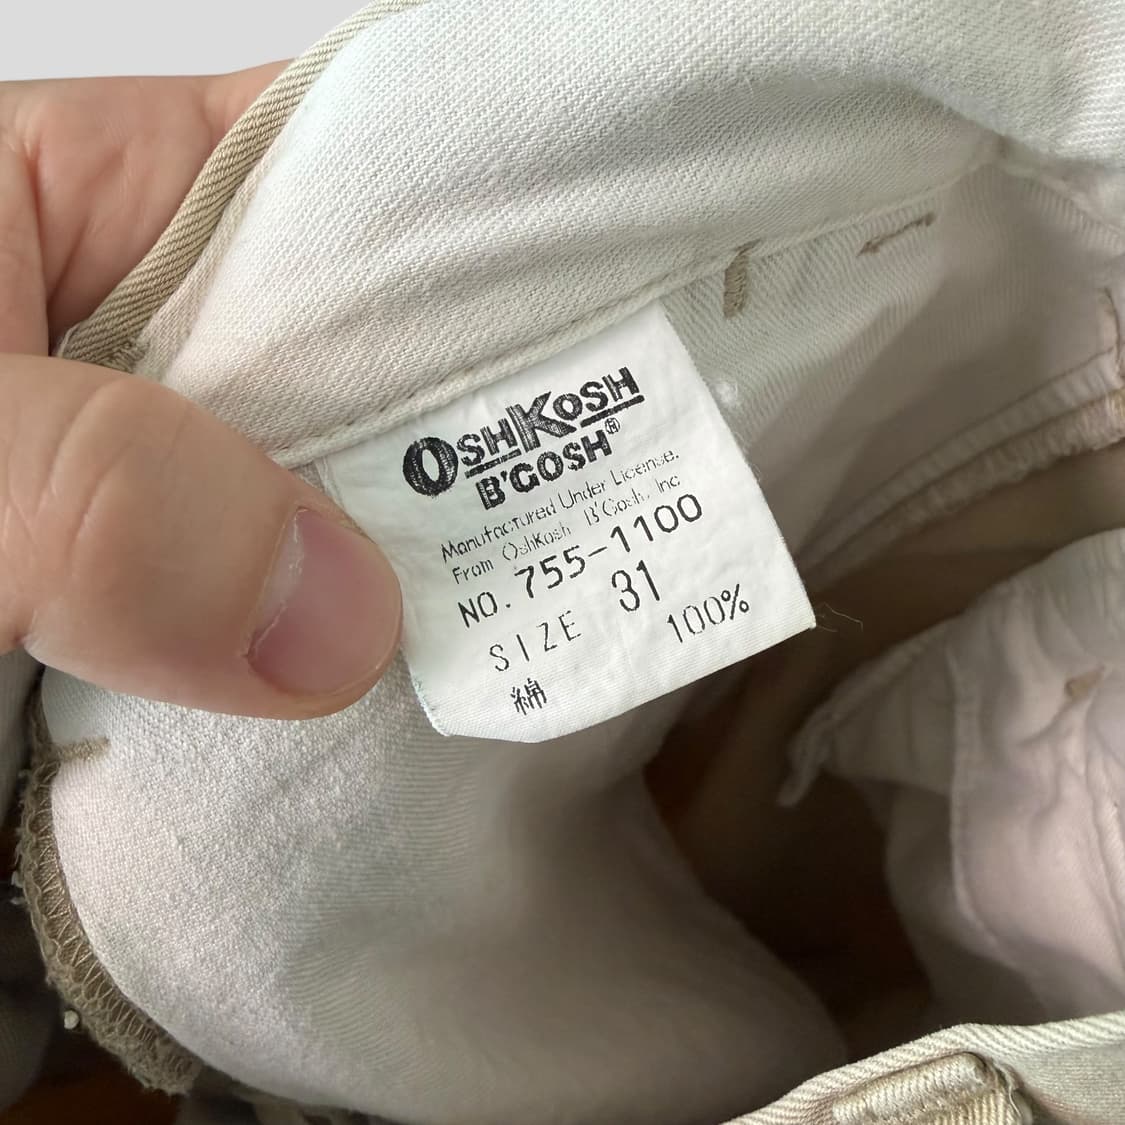 OSHKOSH
B'GOSH®
Manufactured Under License.
From OshKosh B'Gosh, Inc
NO. 755-1100
SIZE 31
綿 100%